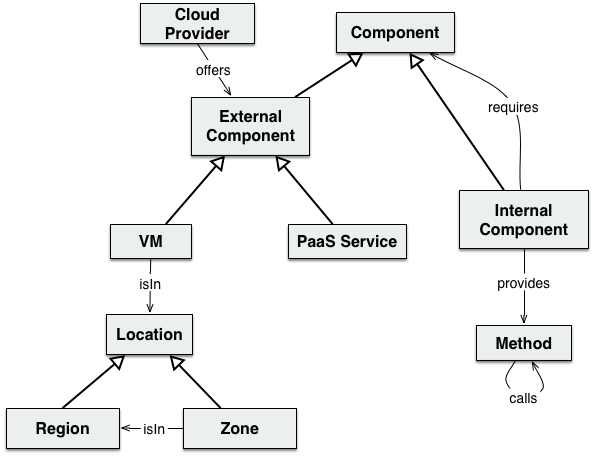 Cloud
Provider
Component
offers
requires
External
Component
Internal
Component
VM
PaaS Service
isIn
provides
Location
Method
calls
Region
isIn
Zone